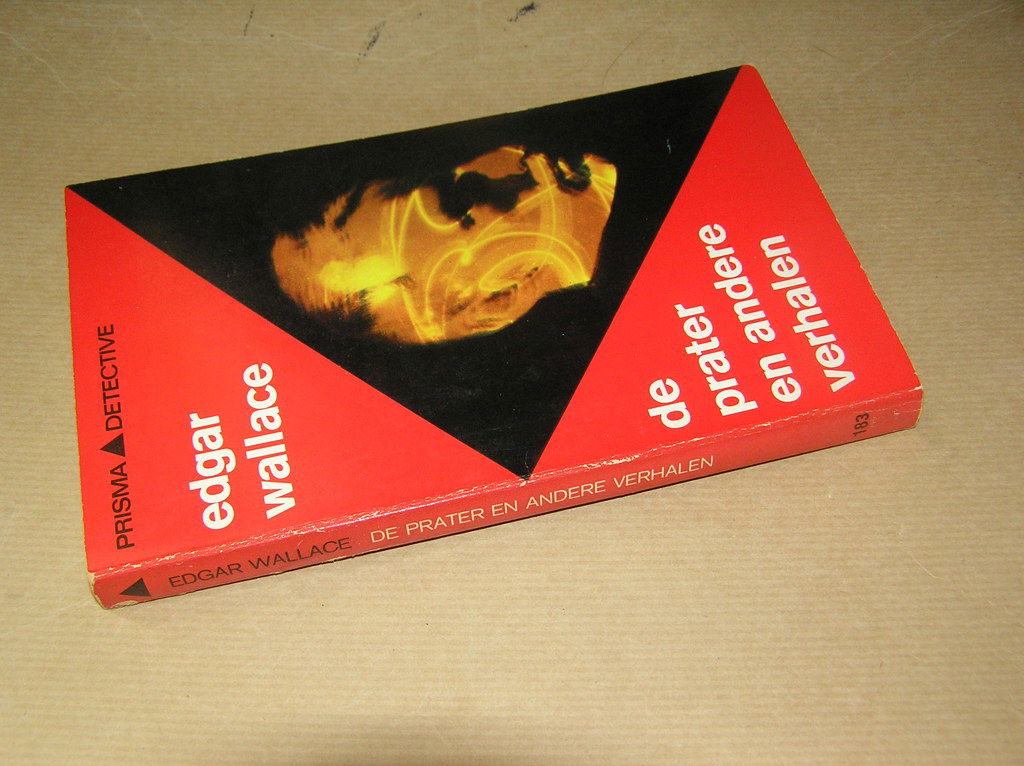 PRISMA DETECTIVE
edgar
wallace
de
prater
en andere
verhalen
EDGAR WALLACE DE PRATER EN ANDERE VERHALEN 183